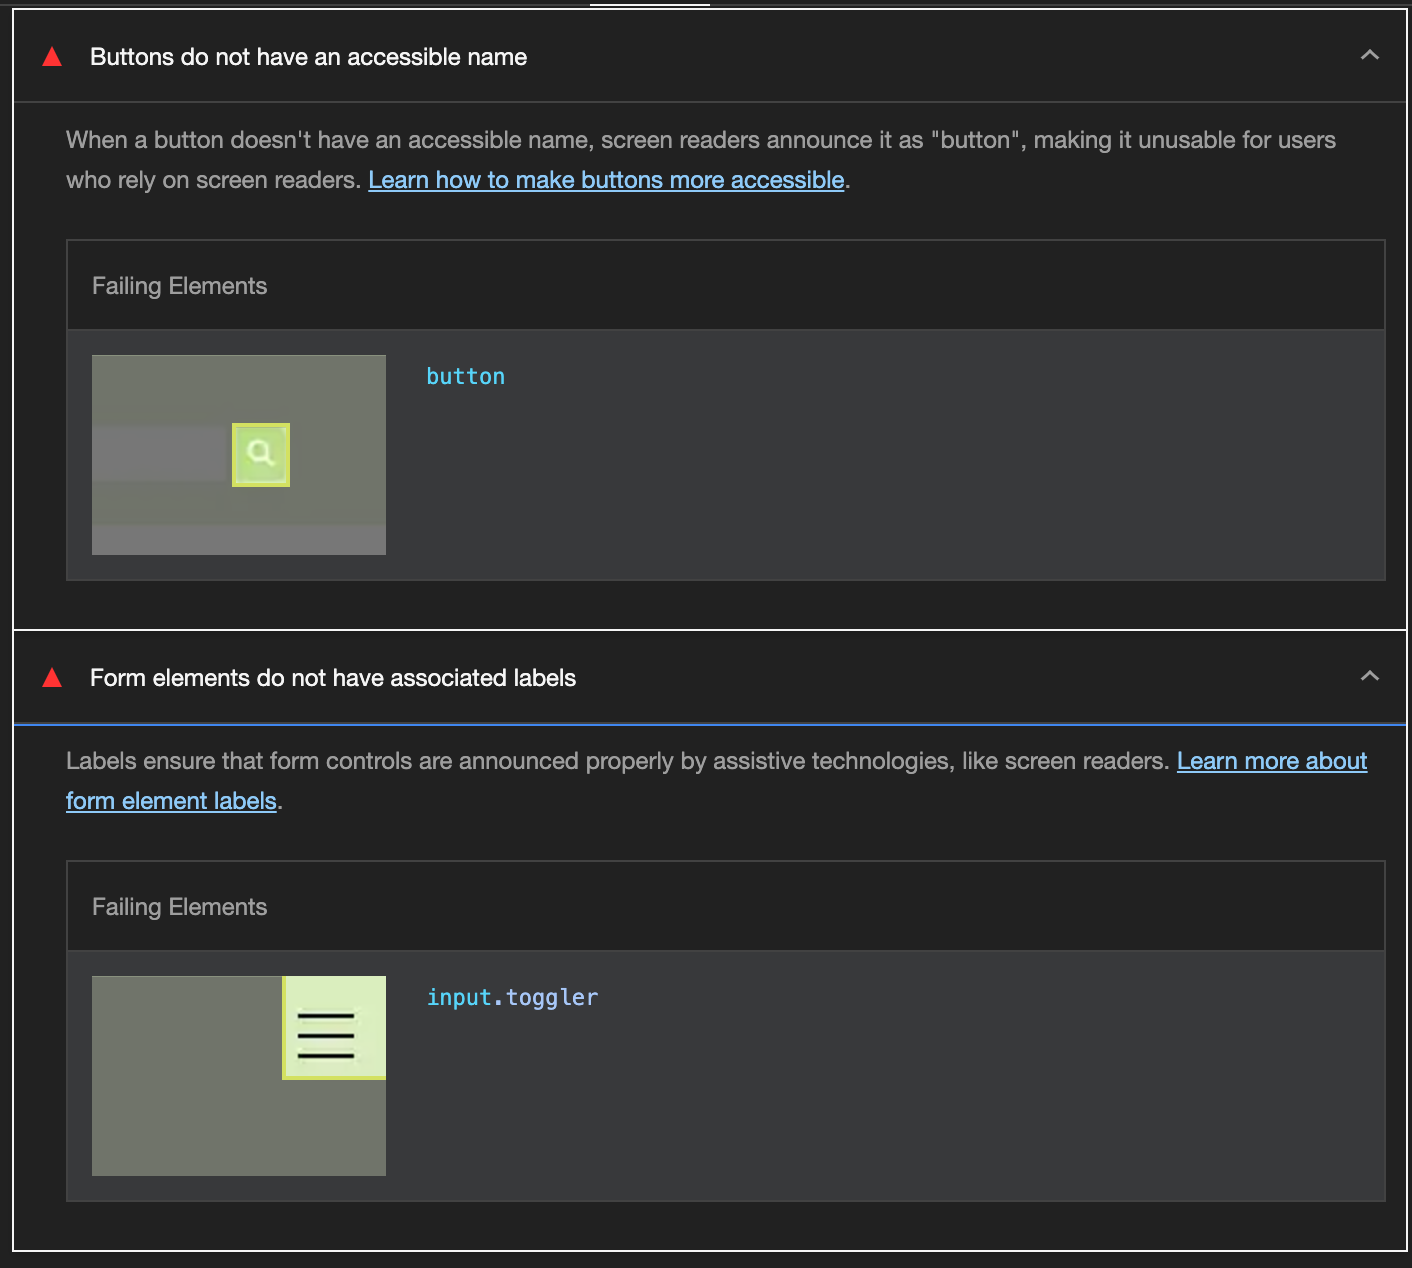 Buttons do not have an accessible name
When a button doesn't have an accessible name, screen readers announce it as "button", making it unusable for users
who rely on screen readers. Learn how to make buttons more accessible.
Failing Elements
button
Form elements do not have associated labels
Labels ensure that form controls are announced properly by assistive technologies, like screen readers. Learn more about
form element labels.
Failing Elements
input.toggler